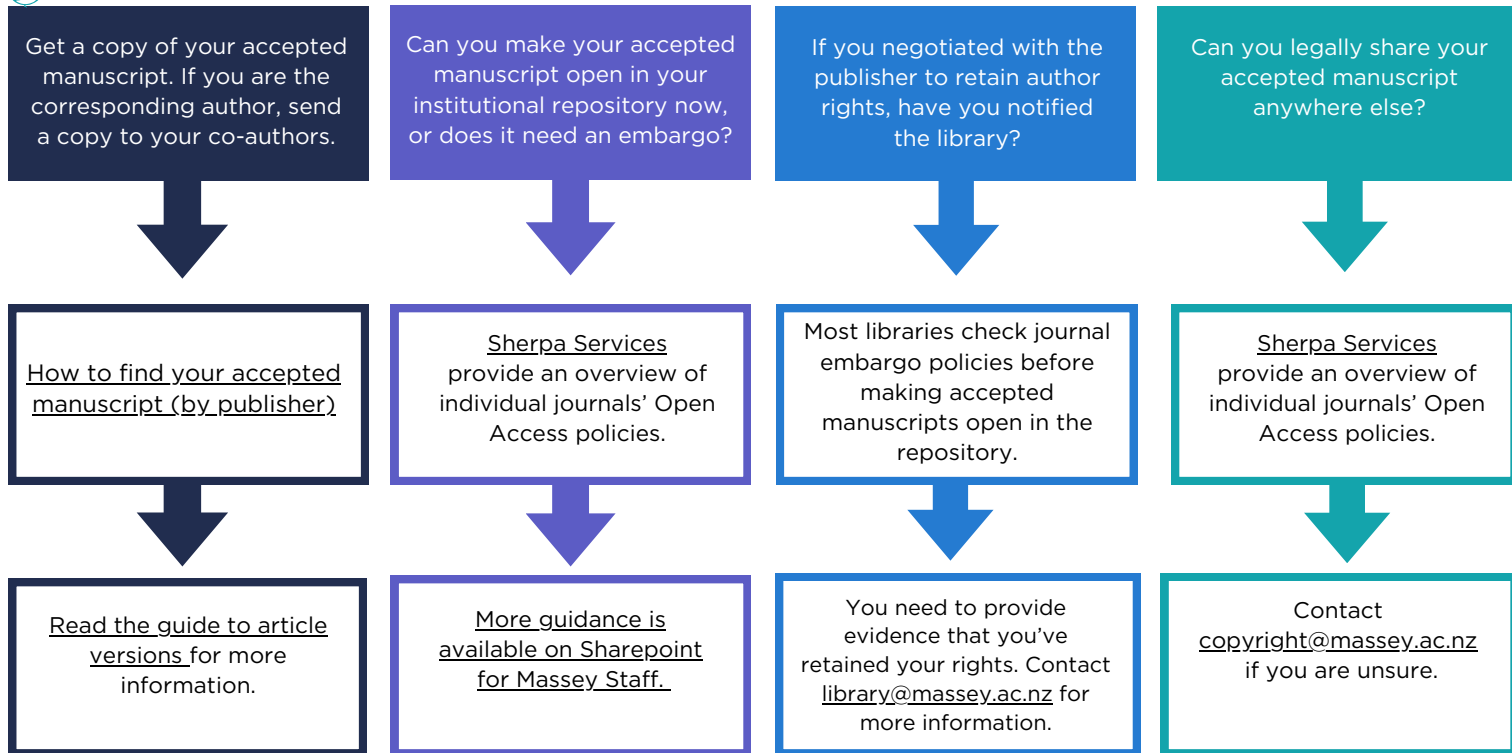 Get a copy of your accepted
manuscript. If you are the
corresponding author, send
a copy to your co-authors.
How to find your accepted
manuscript (by publisher)
Read the guide to article
versions for more
information.
Can you make your accepted
manuscript open in your
institutional repository now,
or does it need an embargo?
Sherpa Services
provide an overview of
individual journals’ Open
Access policies.
More guidance is
available on Sharepoint
for Massey Staff.
If you negotiated with the
publisher to retain author
rights, have you notified
the library?
Most libraries check journal
embargo policies before
making accepted
manuscripts open in the
repository.
You need to provide
evidence that you’ve
retained your rights. Contact
library@massey.ac.nz for
more information.
Can you legally share your
accepted manuscript
anywhere else?
Sherpa Services
provide an overview of
individual journals’ Open
Access policies.
Contact
copyright@massey.ac.nz
if you are unsure.